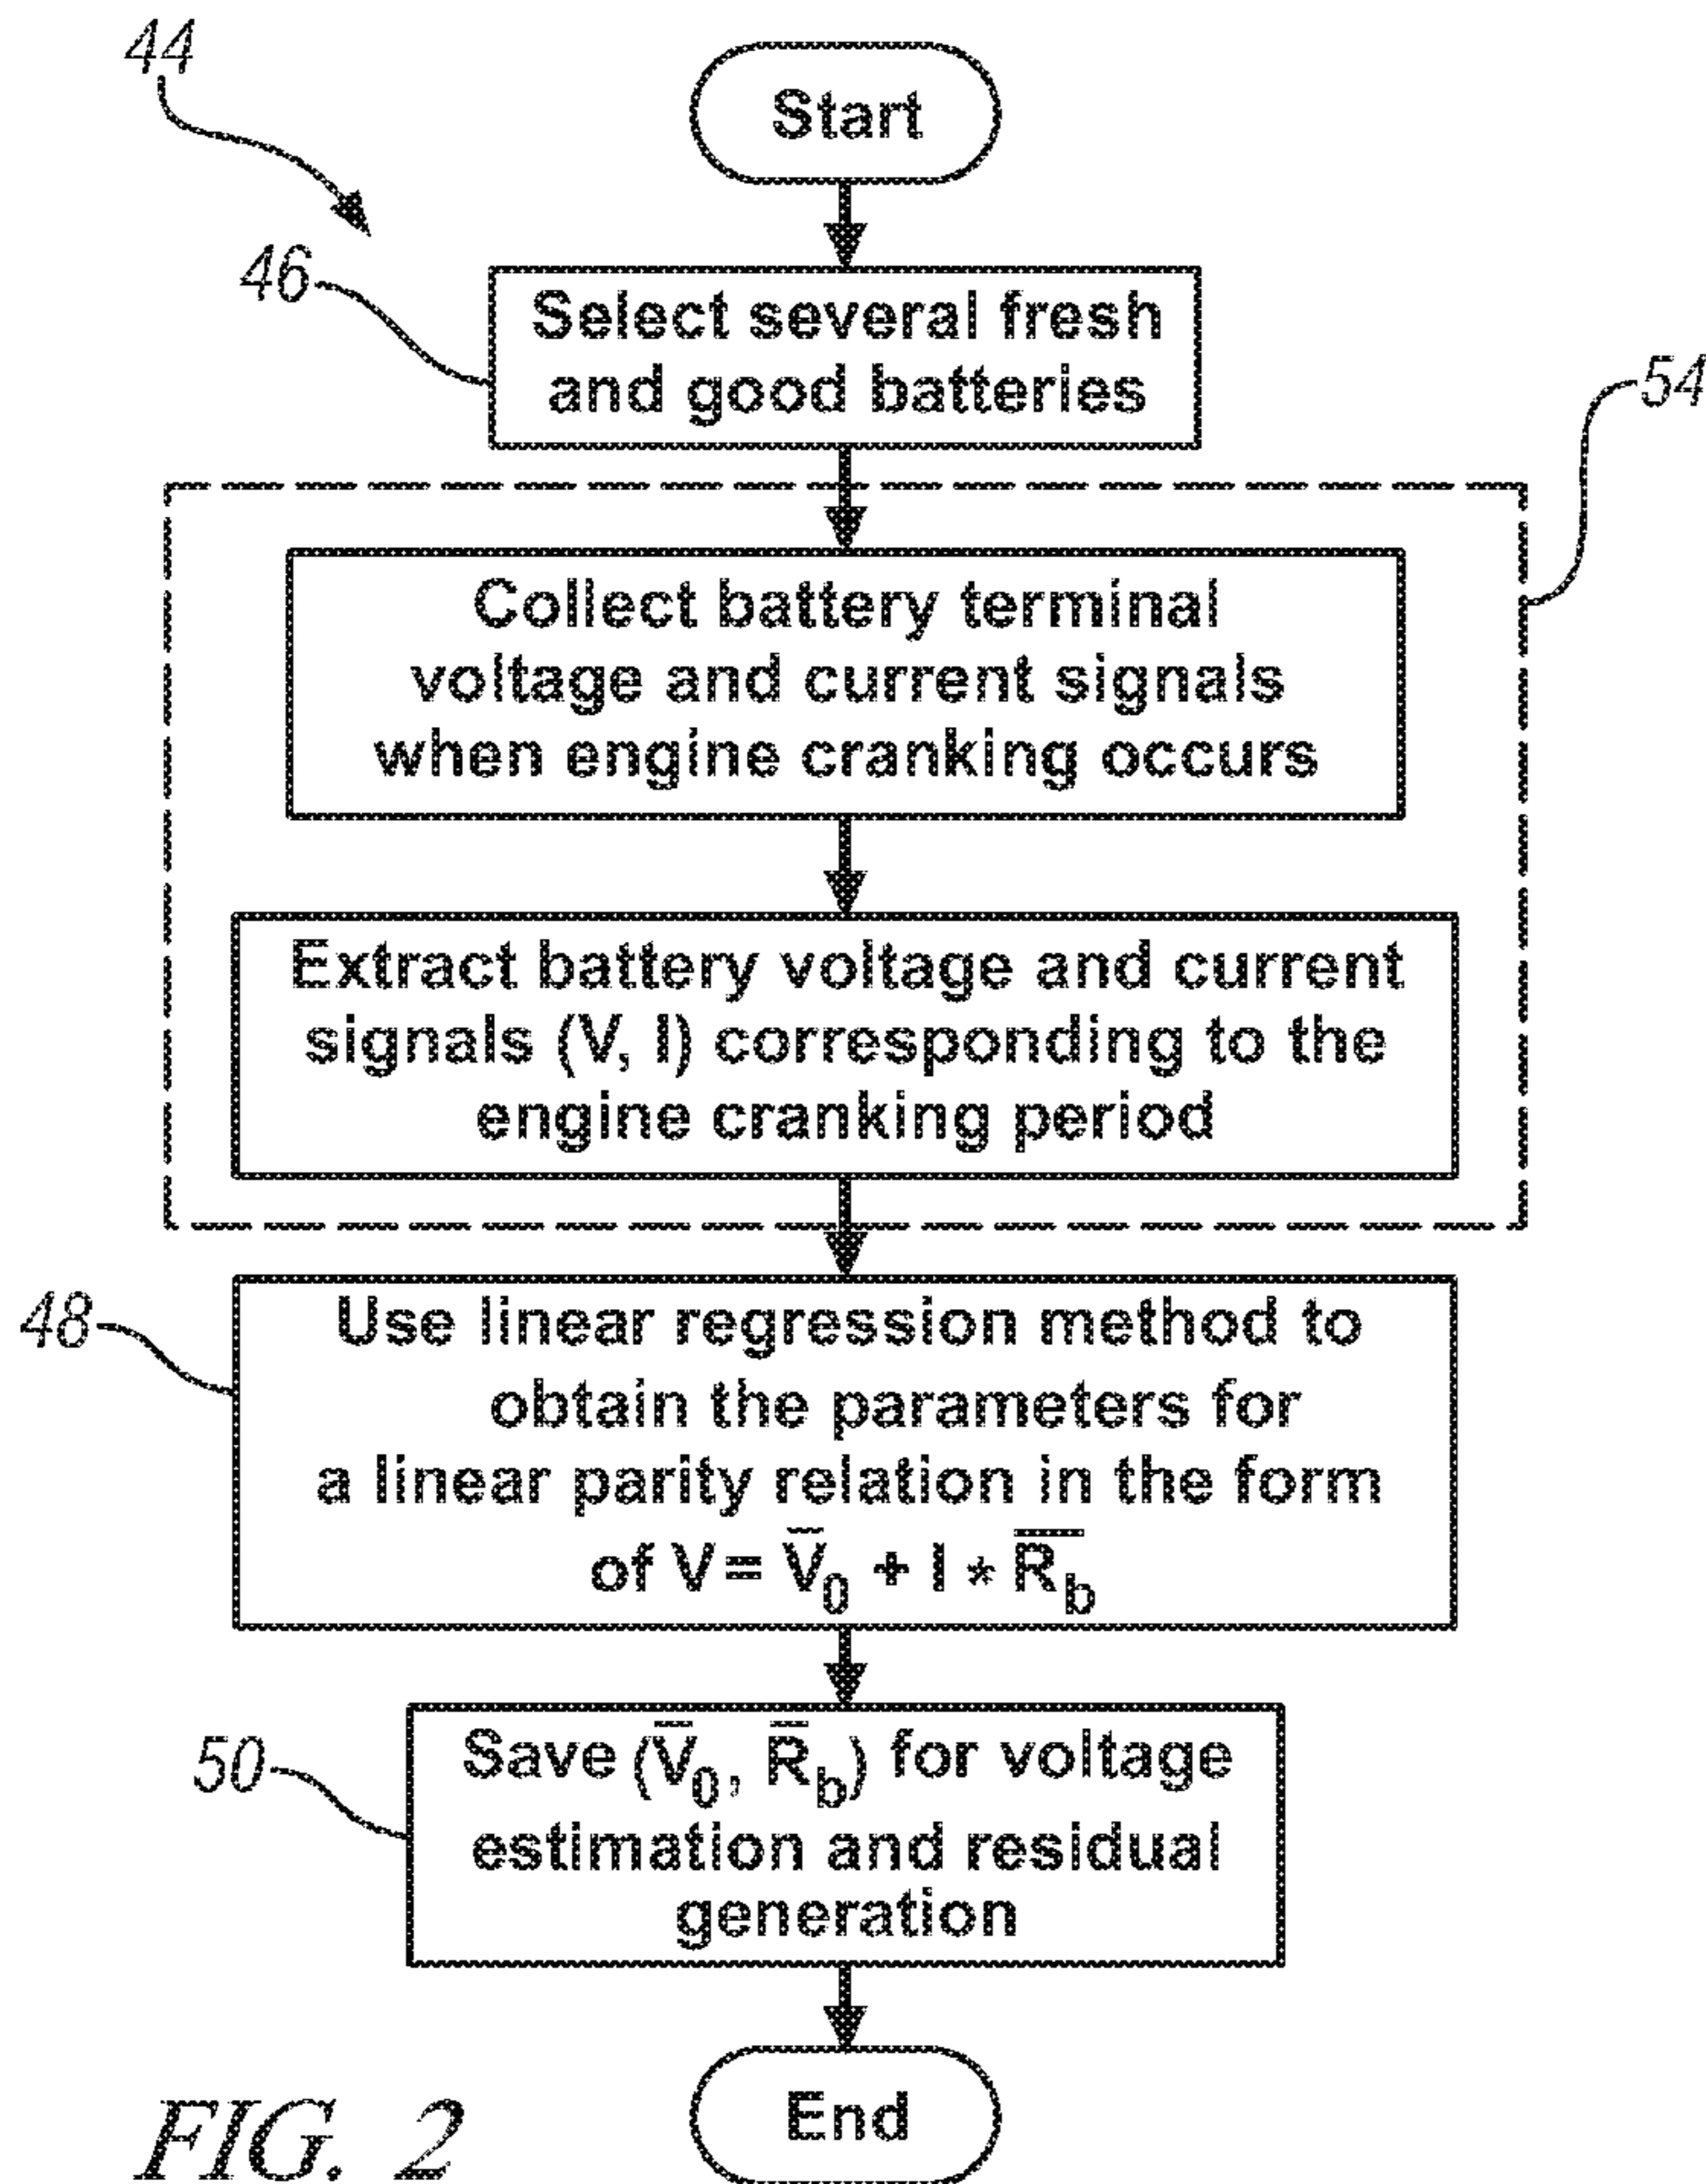 44
Start
46
Select several fresh
and good batteries
54
Collect battery terminal
voltage and current signals
when engine cranking occurs
Extract battery voltage and current
signals (V, I) corresponding to the
engine cranking period
48
Use linear regression method to
obtain the parameters for
a linear parity relation in the form
of V = V̅₀ + I * R̅b̅
50
Save (V̅₀, R̅b) for voltage
estimation and residual
generation
End
FIG. 2